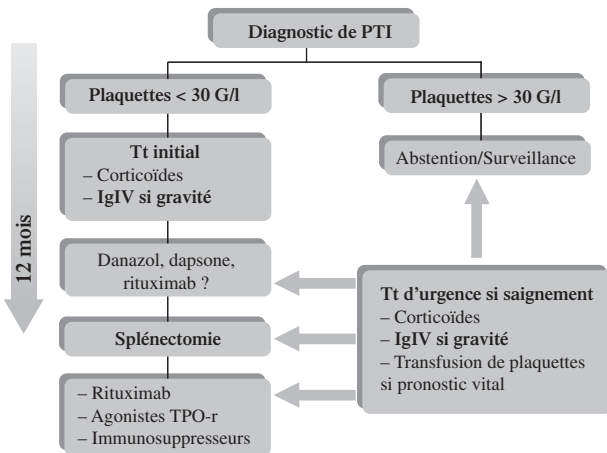 Diagnostic de PTI
Plaquettes < 30 G/l
Plaquettes > 30 G/l
Tt initial
– Corticoïdes
– IgIV si gravité
Abstention/Surveillance
12 mois
Danazol, dapsone,
rituximab ?
Splénectomie
– Rituximab
– Agonistes TPO-r
– Immunosuppresseurs
Tt d'urgence si saignement
– Corticoïdes
– IgIV si gravité
– Transfusion de plaquettes
si pronostic vital